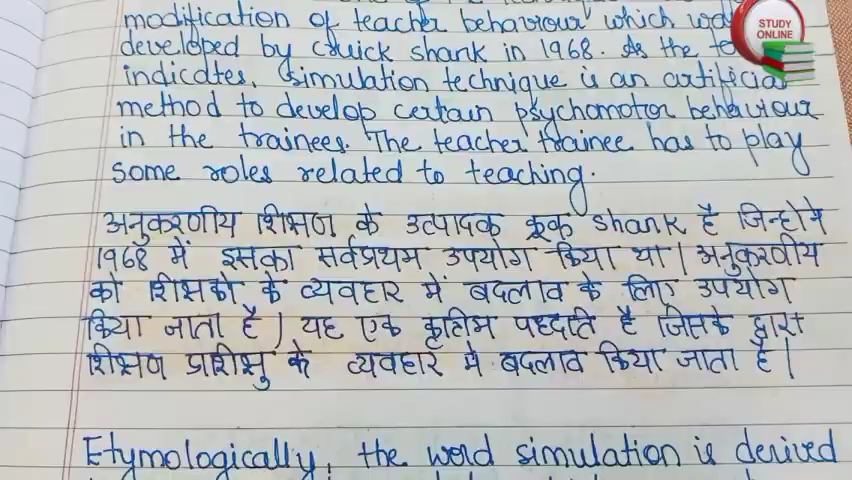 modification of teacher behaviour which was
STUDY
ONLINE
developed by Cruick shank in 1968. As the
indicates, simulation technique is an artificial
method to develop certain psychomotor behaviour
in the trainees. The teacher trainee has to play
some roles related to teaching.
अनुकरणीय शिक्षण के उत्पादक क्रुक shank है जिन्होने
1968 में इसका सर्वप्रथम उपयोग किया था। अनुकरणीय
को शिक्षको के व्यवहार में बदलाव के लिए उपयोग
किया जाता है। यह एक कृत्रिम पध्दति है जिसके द्वारा
शिक्षण प्रशिक्षु के व्यवहार मे बदलाव किया जाता है।
Etymologically, the word simulation is derived